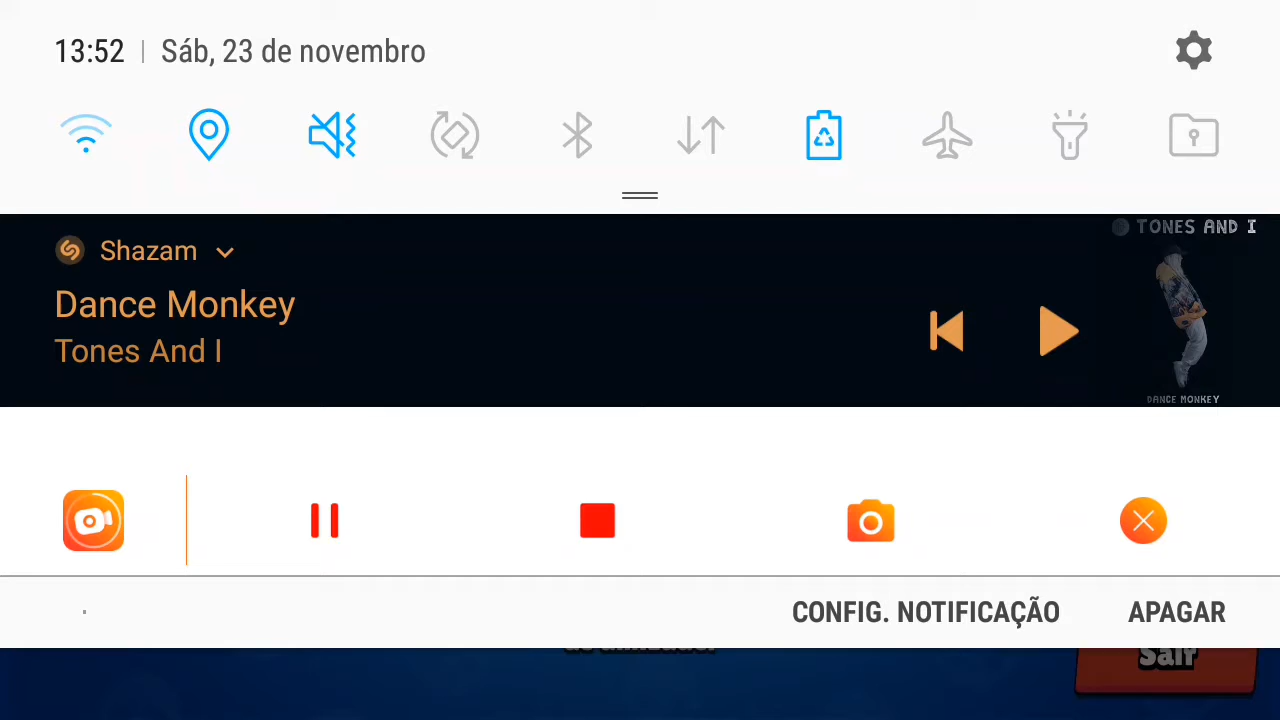 13:52 | Sáb, 23 de novembro
Shazam
Dance Monkey
Tones And I
TONES AND I
DANCE MONKEY
CONFIG. NOTIFICAÇÃO
APAGAR
Sair